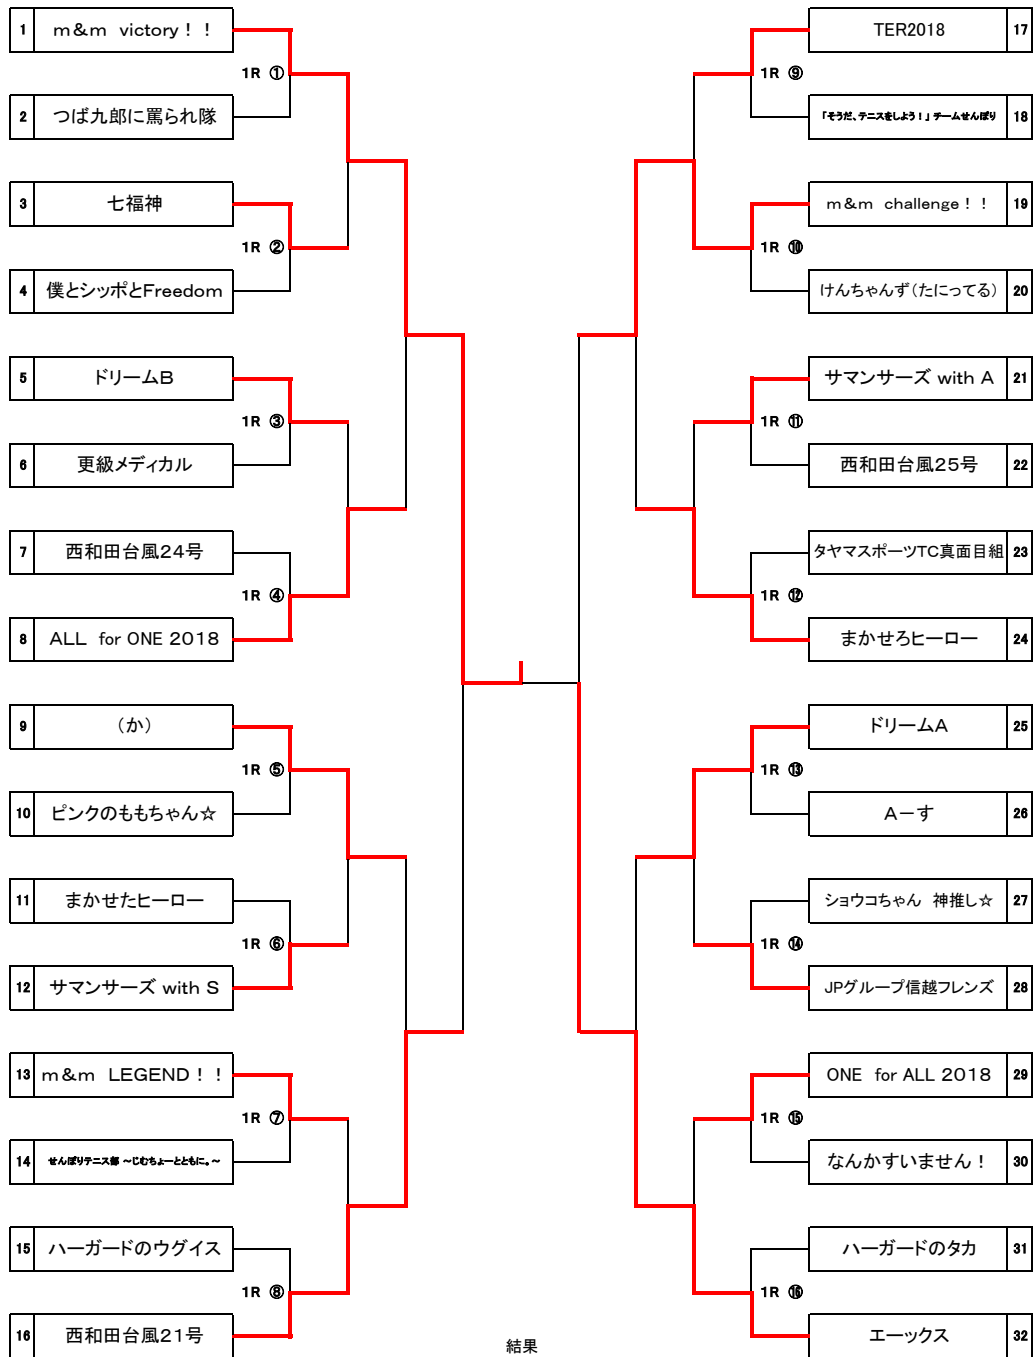 1 m&m victory！！
1R ①
2 つば九郎に罵られ隊
3 七福神
1R ②
4 僕とシッポとFreedom
5 ドリームB
1R ③
6 更級メディカル
7 西和田台風24号
1R ④
8 ALL for ONE 2018
9 （か）
1R ⑤
10 ピンクのももちゃん☆
11 まかせたヒーロー
1R ⑥
12 サマンサーズ with S
13 m&m LEGEND！！
1R ⑦
14 せんぽりテニス部 ～じむちょーとともに。～
15 ハーガードのウグイス
1R ⑧
16 西和田台風21号
TER2018 17
1R ⑨
「そうだ、テニスをしよう！」チームせんぽり 18
m&m challenge！！ 19
1R ⑩
けんちゃんず（たにってる） 20
サマンサーズ with A 21
1R ⑪
西和田台風25号 22
タヤマスポーツTC真面目組 23
1R ⑫
まかせろヒーロー 24
ドリームA 25
1R ⑬
Aーす 26
ショウコちゃん 神推し☆ 27
1R ⑭
JPグループ信越フレンズ 28
ONE for ALL 2018 29
1R ⑮
なんかすいません！ 30
ハーガードのタカ 31
1R ⑯
エーックス 32
結果